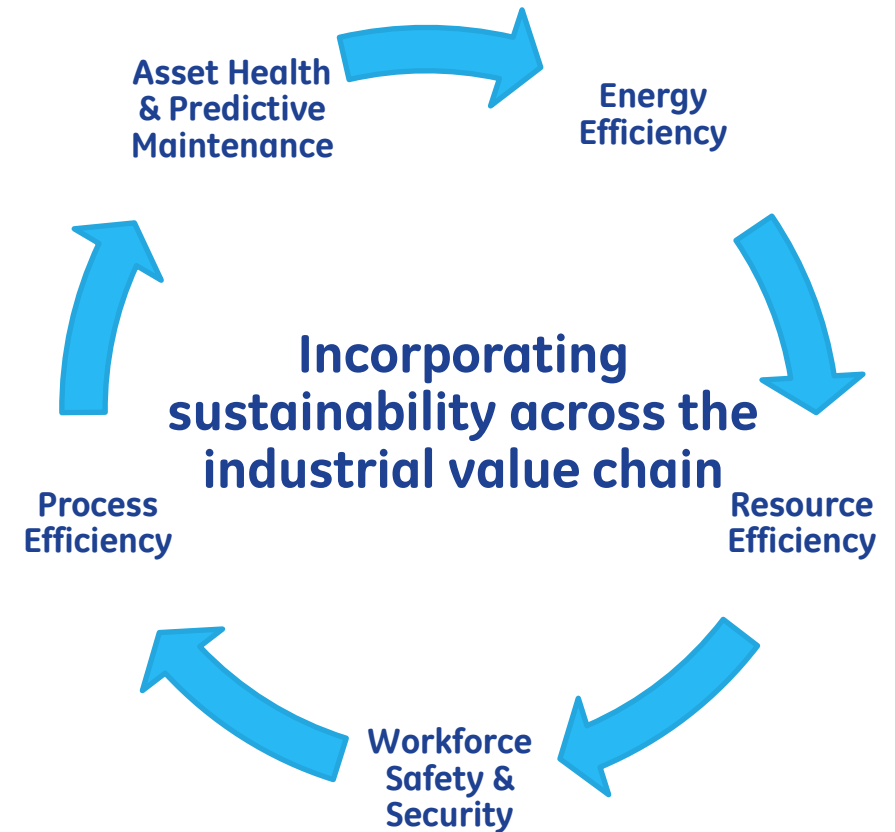 Asset Health
& Predictive
Maintenance
Energy
Efficiency
Incorporating
sustainability across the
industrial value chain
Process
Efficiency
Resource
Efficiency
Workforce
Safety &
Security